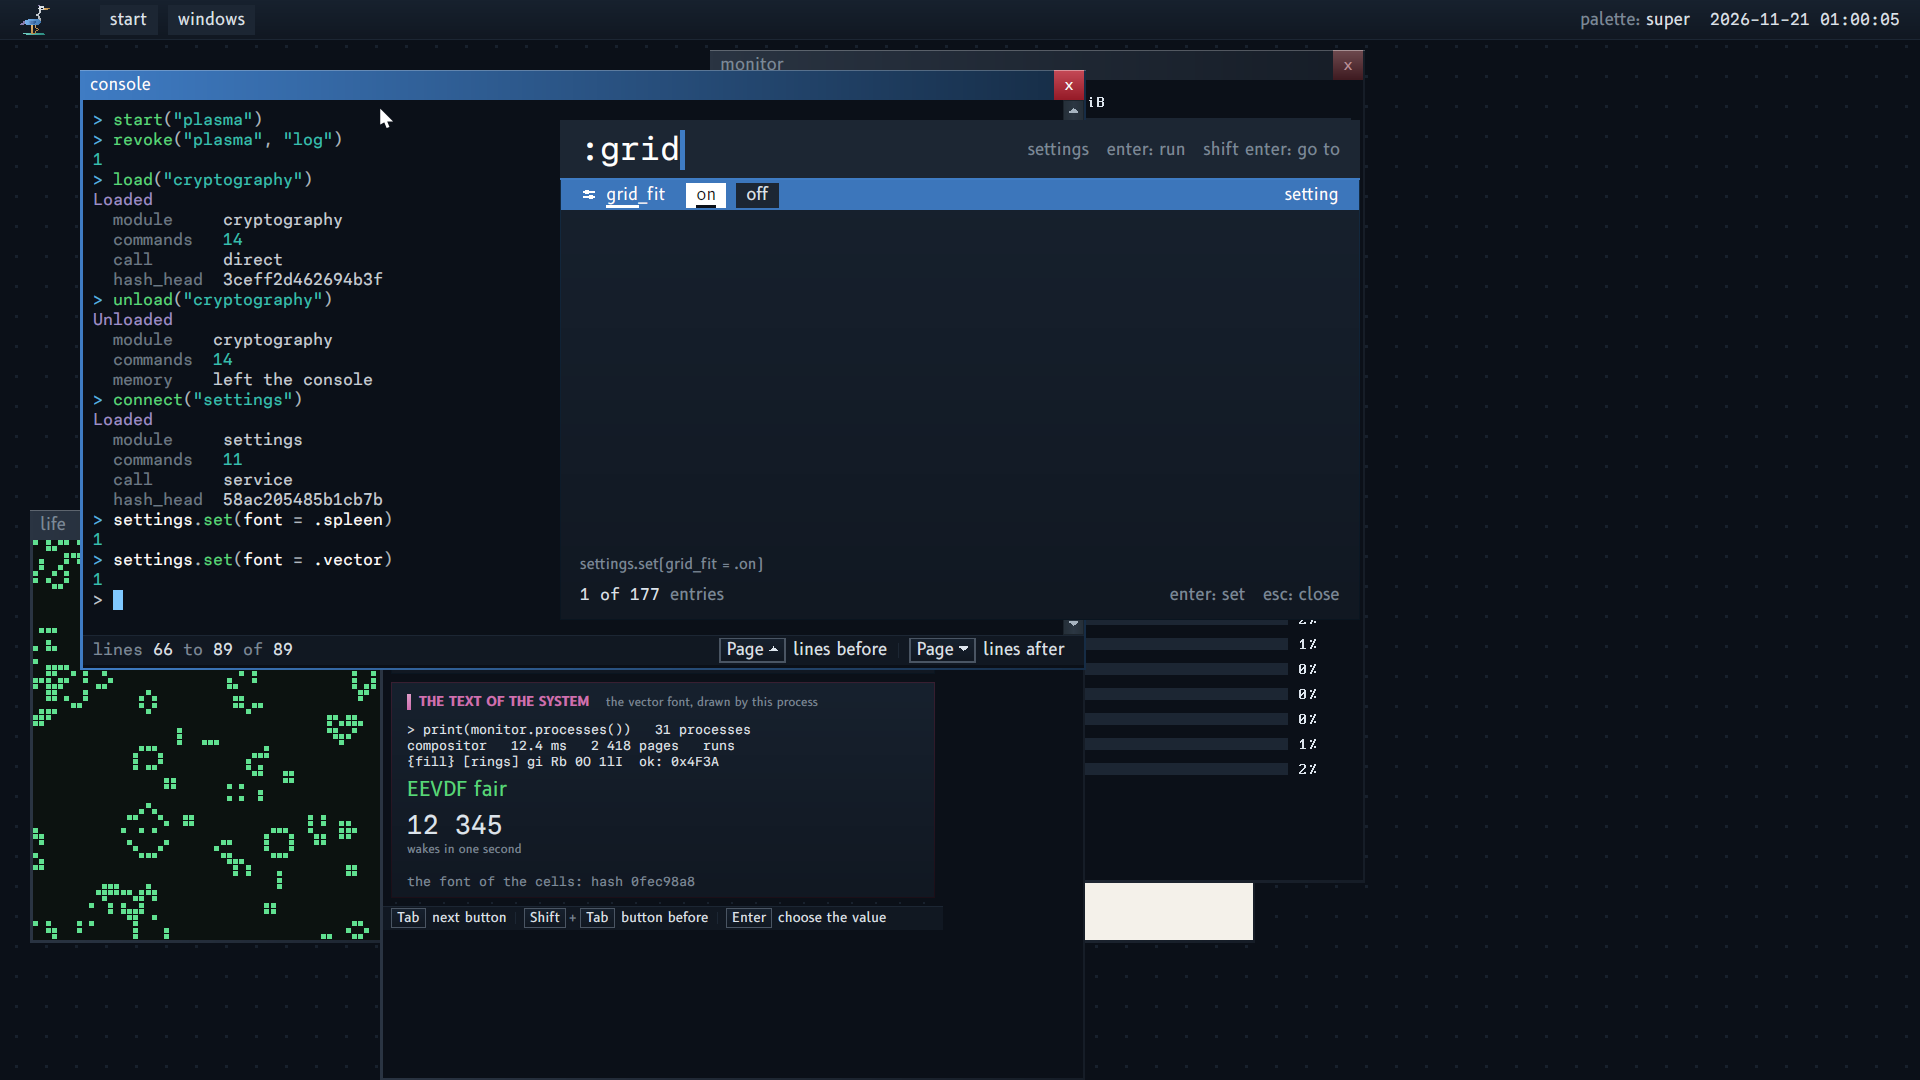 start windows palette: super 2026-11-21 01:00:05
monitor x
console x
iB
> start("plasma")
> revoke("plasma", "log")
1
> load("cryptography")
Loaded
module cryptography
commands 14
call direct
hash_head 3ceff2d462694b3f
> unload("cryptography")
Unloaded
module cryptography
commands 14
memory left the console
> connect("settings")
Loaded
module settings
commands 11
call service
hash_head 58ac205485b1cb7b
> settings.set(font = .spleen)
1
> settings.set(font = .vector)
1
>
lines 66 to 89 of 89 Page lines before Page lines after
:grid settings enter: run shift enter: go to
grid_fit on off setting
settings.set[grid_fit = .on]
1 of 177 entries enter: set esc: close
life
1%
0%
0%
0%
1%
2%
THE TEXT OF THE SYSTEM the vector font, drawn by this process
> print(monitor.processes()) 31 processes
compositor 12.4 ms 2 418 pages runs
{fill} [rings] gi Rb 0O 1lI ok: 0x4F3A
EEVDF fair
12 345
wakes in one second
the font of the cells: hash 0fec98a8
Tab next button Shift + Tab button before Enter choose the value